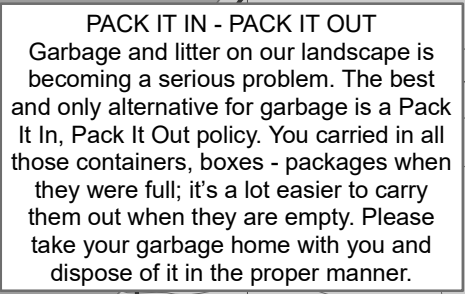 PACK IT IN - PACK IT OUT
Garbage and litter on our landscape is
becoming a serious problem. The best
and only alternative for garbage is a Pack
It In, Pack It Out policy. You carried in all
those containers, boxes - packages when
they were full; it's a lot easier to carry
them out when they are empty. Please
take your garbage home with you and
dispose of it in the proper manner.